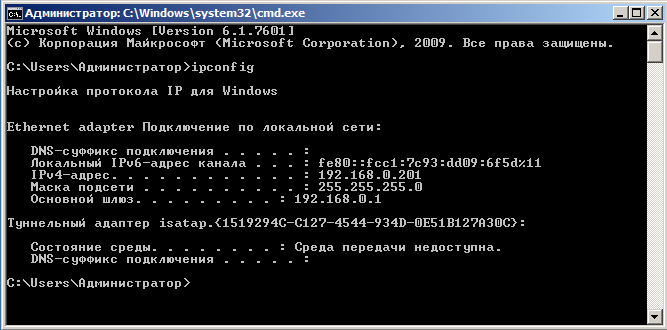 Администратор: C:\Windows\system32\cmd.exe
Microsoft Windows [Version 6.1.7601]
(c) Корпорация Майкрософт (Microsoft Corporation), 2009. Все права защищены.
C:\Users\Администратор>ipconfig
Настройка протокола IP для Windows
Ethernet adapter Подключение по локальной сети:
DNS-суффикс подключения . . . . . :
Локальный IPv6-адрес канала . . . : fe80::fcc1:7c93:dd09:6f5d%11
IPv4-адрес. . . . . . . . . . . . : 192.168.0.201
Маска подсети . . . . . . . . . . : 255.255.255.0
Основной шлюз. . . . . . . . . : 192.168.0.1
Туннельный адаптер isatap.{1519294C-C127-4544-934D-0E51B127A30C}:
Состояние среды. . . . . . . . : Среда передачи недоступна.
DNS-суффикс подключения . . . . . :
C:\Users\Администратор>